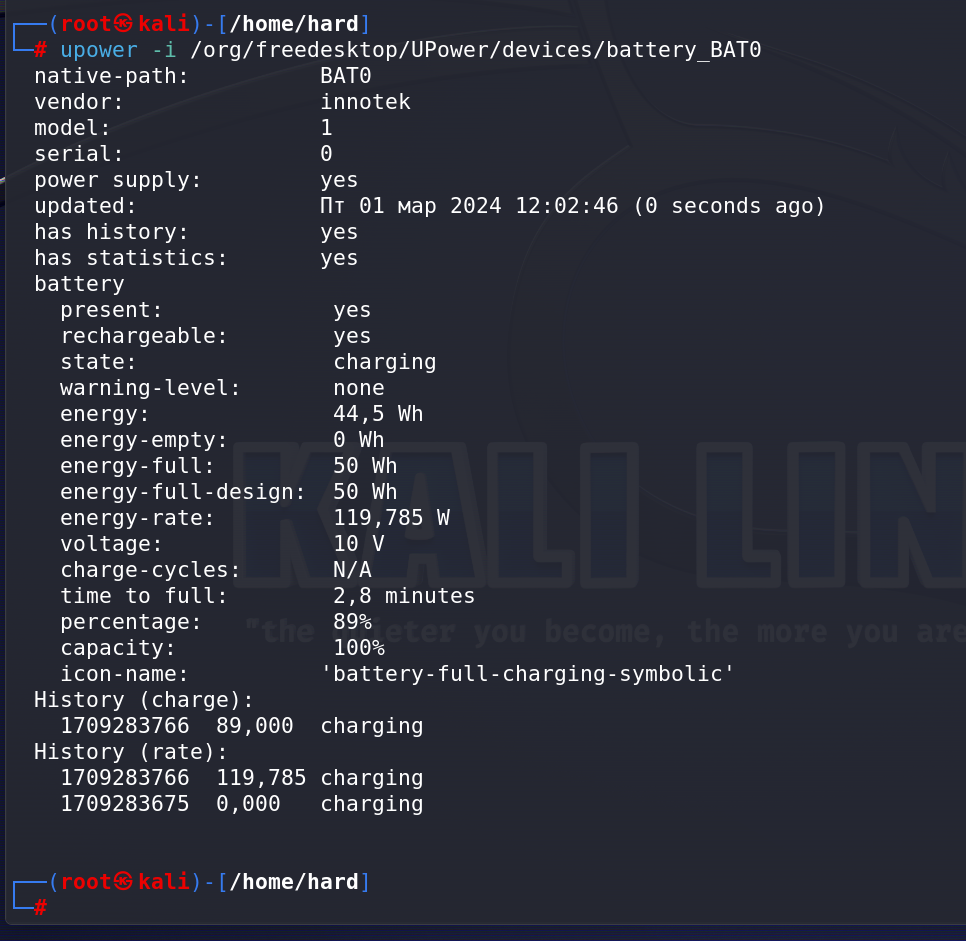 ┌──(root㉿kali)-[/home/hard]
└─# upower -i /org/freedesktop/UPower/devices/battery_BAT0
native-path: BAT0
vendor: innotek
model: 1
serial: 0
power supply: yes
updated: Пт 01 мар 2024 12:02:46 (0 seconds ago)
has history: yes
has statistics: yes
battery
present: yes
rechargeable: yes
state: charging
warning-level: none
energy: 44,5 Wh
energy-empty: 0 Wh
energy-full: 50 Wh
energy-full-design: 50 Wh
energy-rate: 119,785 W
voltage: 10 V
charge-cycles: N/A
time to full: 2,8 minutes
percentage: 89%
capacity: 100%
icon-name: 'battery-full-charging-symbolic'
History (charge):
1709283766 89,000 charging
History (rate):
1709283766 119,785 charging
1709283675 0,000 charging
┌──(root㉿kali)-[/home/hard]
└─#
KALI LIN
"the quieter you become, the more you are